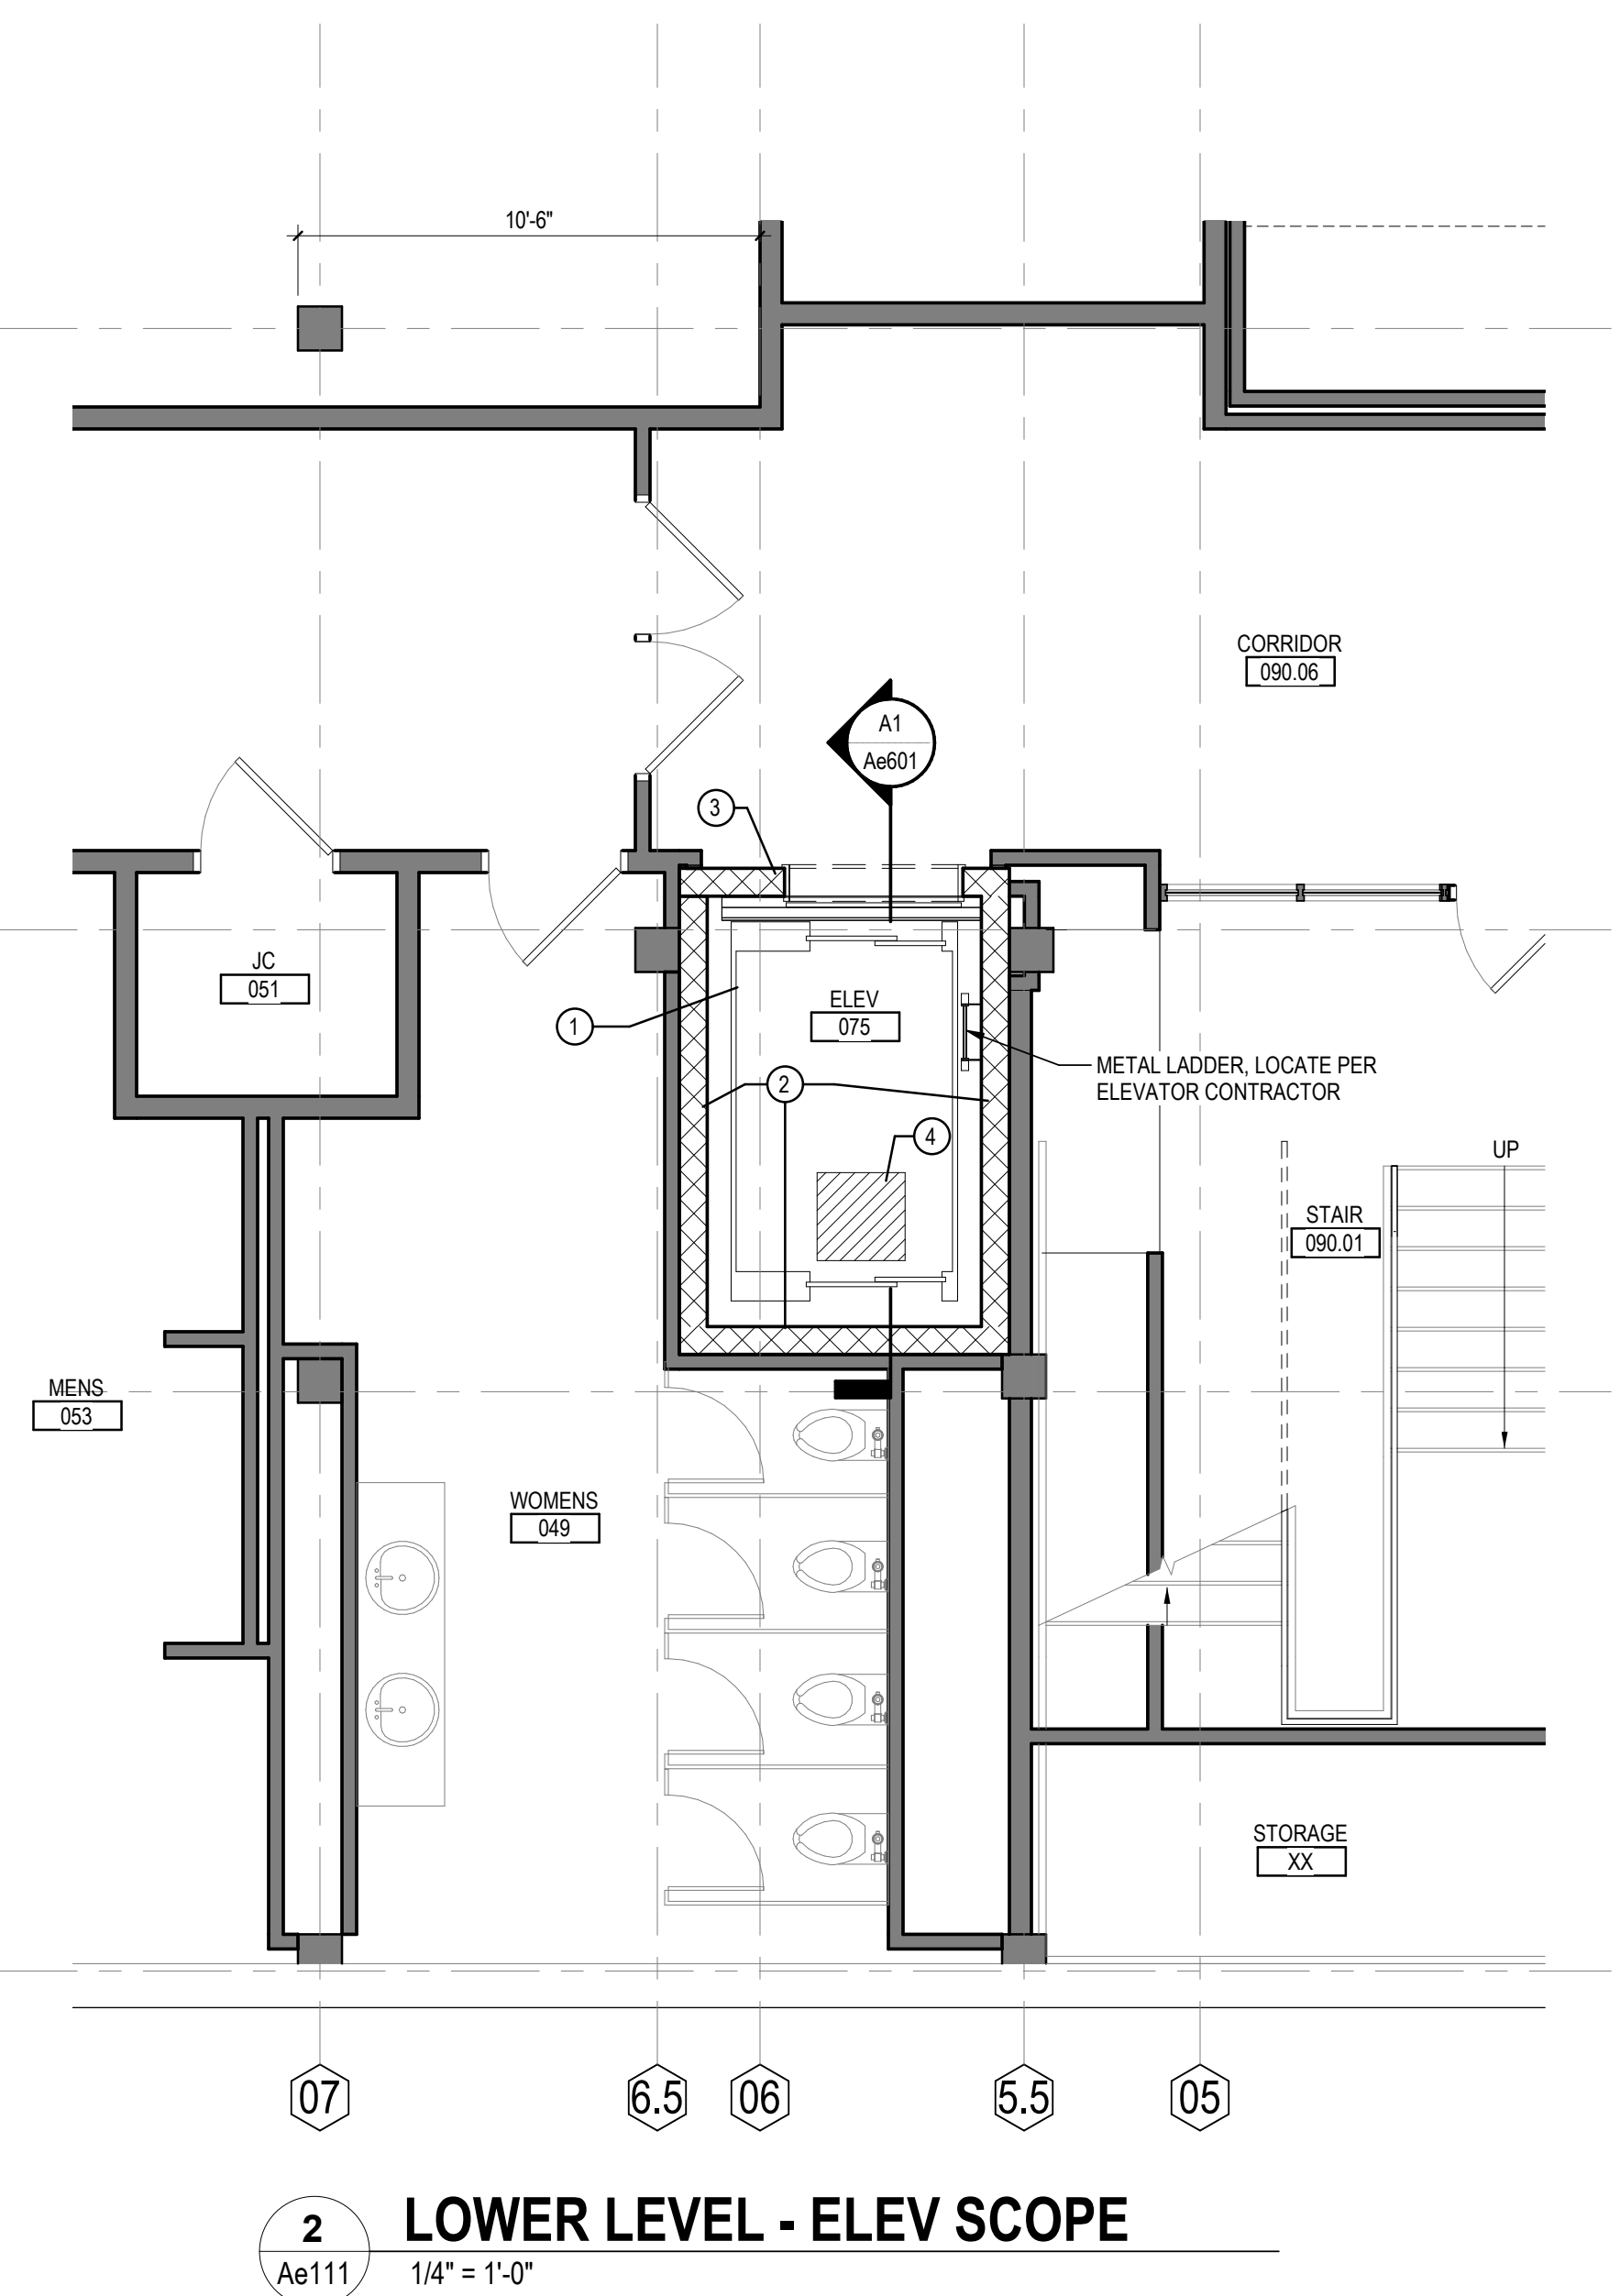 10'-6"
CORRIDOR
090.06
A1
Ae601
3
JC
051
ELEV
075
1
METAL LADDER, LOCATE PER
ELEVATOR CONTRACTOR
2
4
UP
STAIR
090.01
MENS
053
WOMENS
049
STORAGE
XX
07
6.5
06
5.5
05
2
Ae111
LOWER LEVEL - ELEV SCOPE
1/4" = 1'-0"